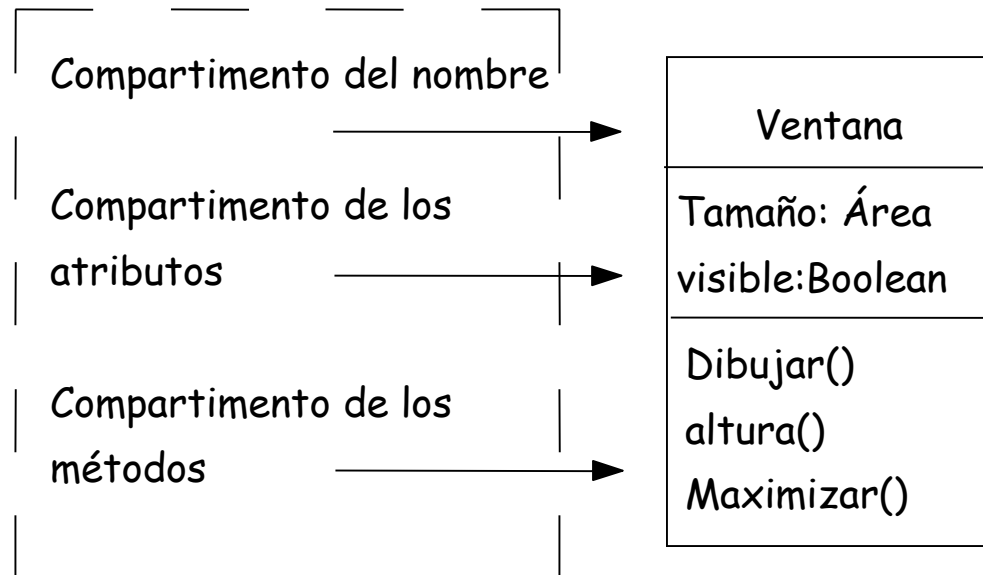 Compartimento del nombre
Compartimento de los
atributos
Compartimento de los
métodos
Ventana
Tamaño: Área
visible:Boolean
Dibujar()
altura()
Maximizar()